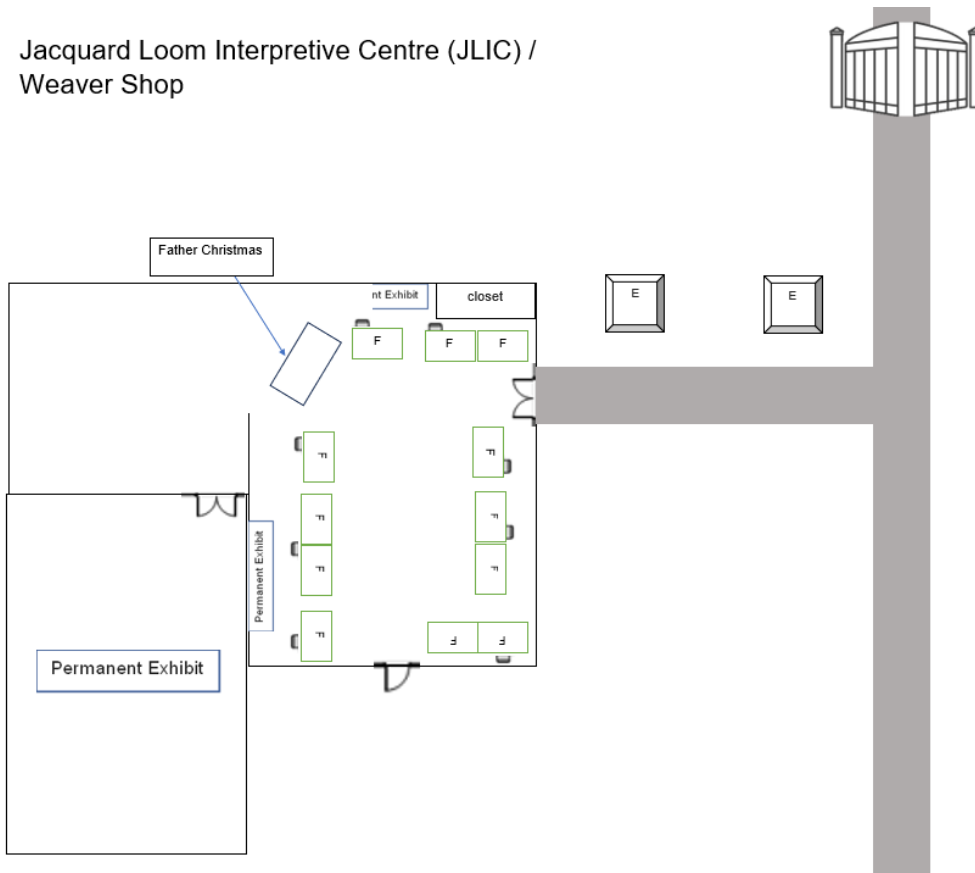 Jacquard Loom Interpretive Centre (JLIC) /
Weaver Shop
Father Christmas
nt Exhibit
closet
E
E
F
F
F
F
F
F
F
F
F
F
F
F
F
Permanent Exhibit
Permanent Exhibit